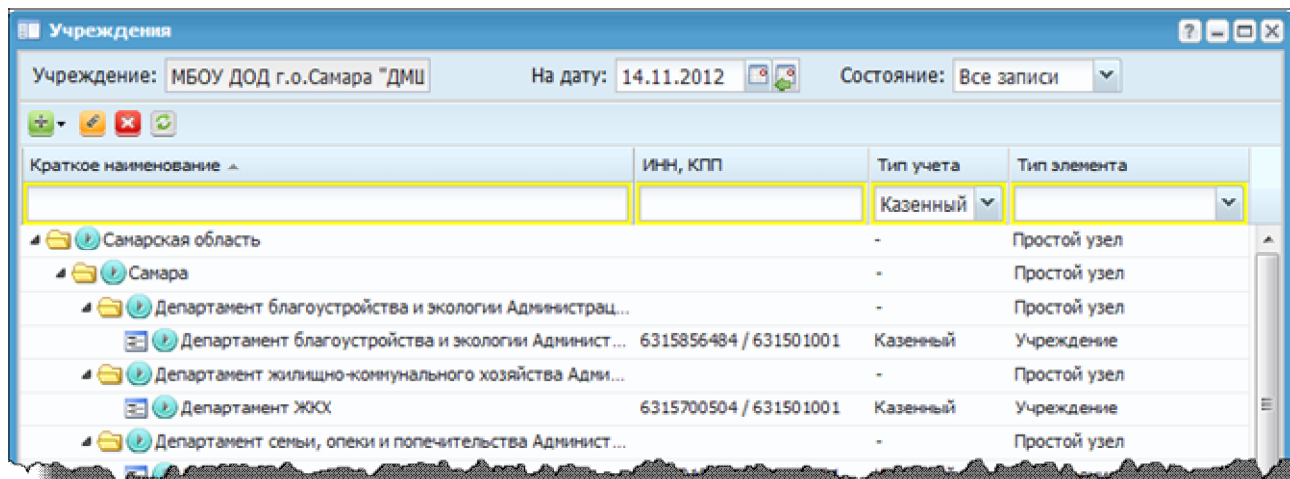 Учреждения
Учреждение: МБОУ ДОД г.о.Самара "ДМШ На дату: 14.11.2012 Состояние: Все записи
Краткое наименование ИНН, КПП Тип учета Тип элемента
Казенный
Самарская область - Простой узел
Самара - Простой узел
Департамент благоустройства и экологии Администрац... - Простой узел
Департамент благоустройства и экологии Админист... 6315856484 / 631501001 Казенный Учреждение
Департамент жилищно-коммунального хозяйства Адми... - Простой узел
Департамент ЖКХ 6315700504 / 631501001 Казенный Учреждение
Департамент семьи, опеки и попечительства Админист... - Простой узел